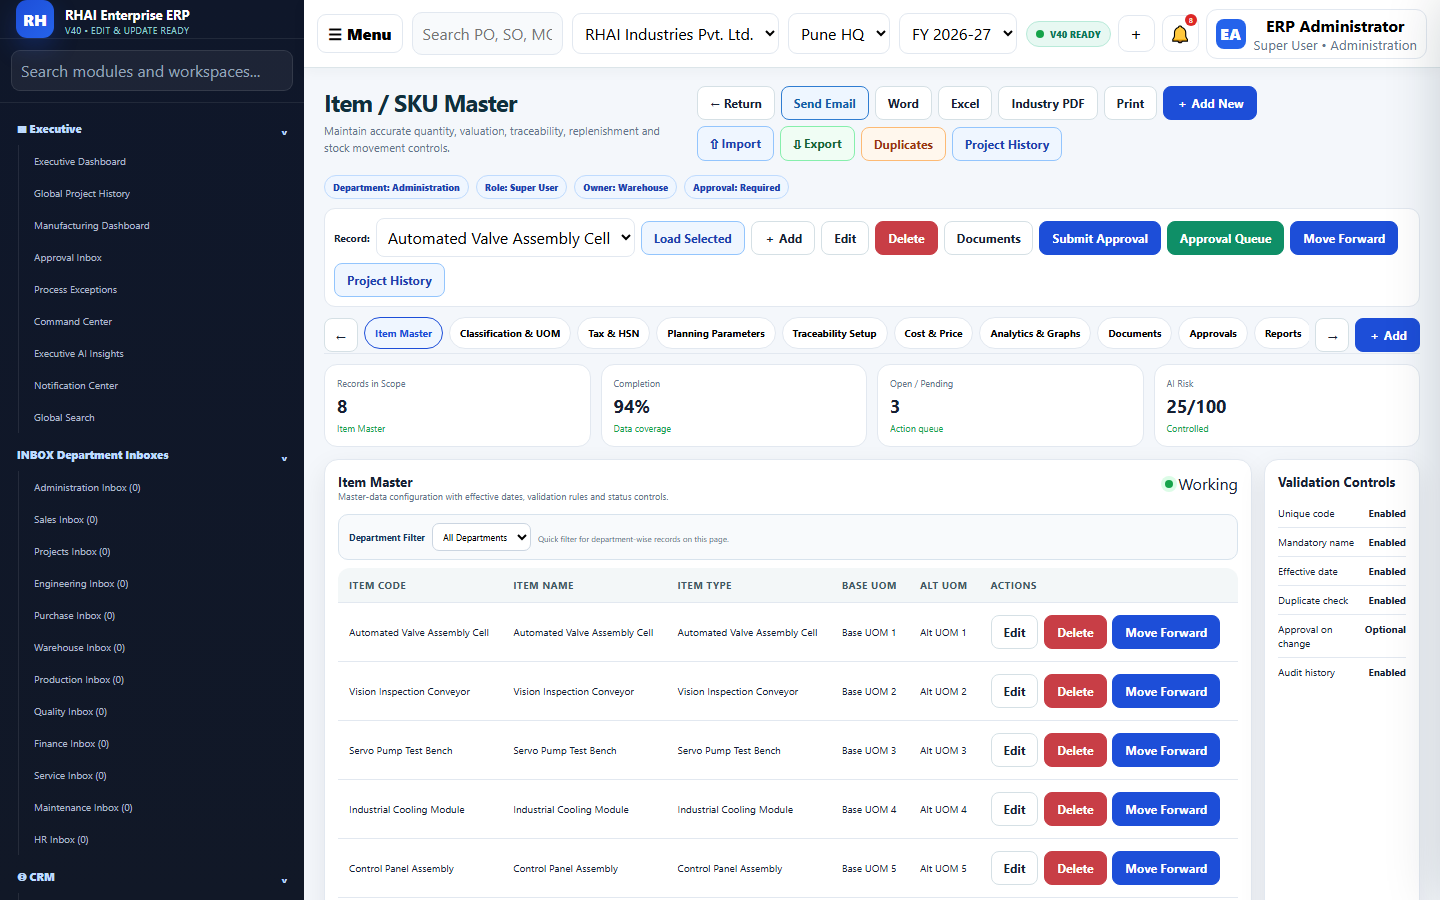 RH
RHAI Enterprise ERP
V40 • EDIT & UPDATE READY
Search modules and workspaces...
Executive
Executive Dashboard
Global Project History
Manufacturing Dashboard
Approval Inbox
Process Exceptions
Command Center
Executive AI Insights
Notification Center
Global Search
INBOX Department Inboxes
Administration Inbox (0)
Sales Inbox (0)
Projects Inbox (0)
Engineering Inbox (0)
Purchase Inbox (0)
Warehouse Inbox (0)
Production Inbox (0)
Quality Inbox (0)
Finance Inbox (0)
Service Inbox (0)
Maintenance Inbox (0)
HR Inbox (0)
CRM
☰ Menu
Search PO, SO, MO
RHAI Industries Pvt. Ltd.
Pune HQ
FY 2026-27
V40 READY
+
8
EA
ERP Administrator
Super User • Administration
Item / SKU Master
Maintain accurate quantity, valuation, traceability, replenishment and
stock movement controls.
← Return
Send Email
Word
Excel
Industry PDF
Print
+ Add New
⇧ Import
⇩ Export
Duplicates
Project History
Department: Administration
Role: Super User
Owner: Warehouse
Approval: Required
Record:
Automated Valve Assembly Cell
Load Selected
+ Add
Edit
Delete
Documents
Submit Approval
Approval Queue
Move Forward
Project History
←
Item Master
Classification & UOM
Tax & HSN
Planning Parameters
Traceability Setup
Cost & Price
Analytics & Graphs
Documents
Approvals
Reports
→
+ Add
Records in Scope
8
Item Master
Completion
94%
Data coverage
Open / Pending
3
Action queue
AI Risk
25/100
Controlled
Item Master
Master-data configuration with effective dates, validation rules and status controls.
Working
Department Filter
All Departments
Quick filter for department-wise records on this page.
ITEM CODE ITEM NAME ITEM TYPE BASE UOM ALT UOM ACTIONS
Automated Valve Assembly Cell Automated Valve Assembly Cell Automated Valve Assembly Cell Base UOM 1 Alt UOM 1 Edit Delete Move Forward
Vision Inspection Conveyor Vision Inspection Conveyor Vision Inspection Conveyor Base UOM 2 Alt UOM 2 Edit Delete Move Forward
Servo Pump Test Bench Servo Pump Test Bench Servo Pump Test Bench Base UOM 3 Alt UOM 3 Edit Delete Move Forward
Industrial Cooling Module Industrial Cooling Module Industrial Cooling Module Base UOM 4 Alt UOM 4 Edit Delete Move Forward
Control Panel Assembly Control Panel Assembly Control Panel Assembly Base UOM 5 Alt UOM 5 Edit Delete Move Forward
Validation Controls
Unique code Enabled
Mandatory name Enabled
Effective date Enabled
Duplicate check Enabled
Approval on change Optional
Audit history Enabled